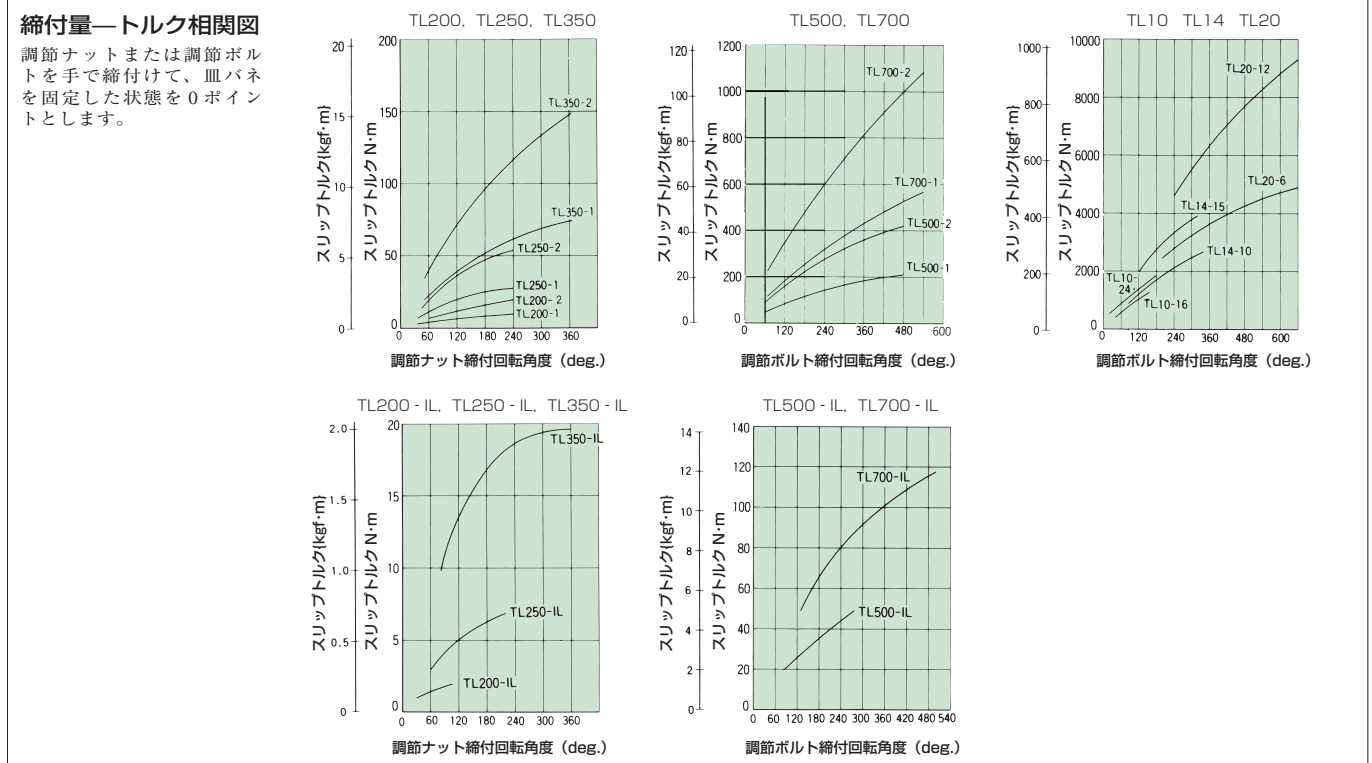 締付量―トルク相関図
調節ナットまたは調節ボル
トを手で締付けて、皿バネ
を固定した状態を0ポイン
トとします。
TL200, TL250, TL350
スリップトルク{kgf·m}
20
15
10
5
0
スリップトルク N·m
200
150
100
50
0
TL350-2
TL350-1
TL250-2
TL250-1
TL200-2
TL200-1
0 60 120 180 240 300 360
調節ナット締付回転角度（deg.）
TL500, TL700
スリップトルク{kgf·m}
120
100
80
60
40
20
0
スリップトルク N·m
1200
1000
800
600
400
200
0
TL700-2
TL700-1
TL500-2
TL500-1
0 120 240 360 480 600
調節ボルト締付回転角度（deg.）
TL10 TL14 TL20
スリップトルク{kgf·m}
1000
800
600
400
200
0
スリップトルク N·m
10000
8000
6000
4000
2000
0
TL20-12
TL20-6
TL14-15
TL14-10
TL10-
24
TL10-16
0 120 240 360 480 600
調節ボルト締付回転角度（deg.）
TL200-IL, TL250-IL, TL350-IL
スリップトルク{kgf·m}
2.0
1.5
1.0
0.5
0
スリップトルク N·m
20
15
10
5
0
TL350-IL
TL250-IL
TL200-IL
0 60 120 180 240 300 360
調節ナット締付回転角度（deg.）
TL500-IL, TL700-IL
スリップトルク{kgf·m}
14
12
10
8
6
4
2
0
スリップトルク N·m
140
120
100
80
60
40
20
0
TL700-IL
TL500-IL
0 60 120 180 240 300 360 420 480 540
調節ボルト締付回転角度（deg.）